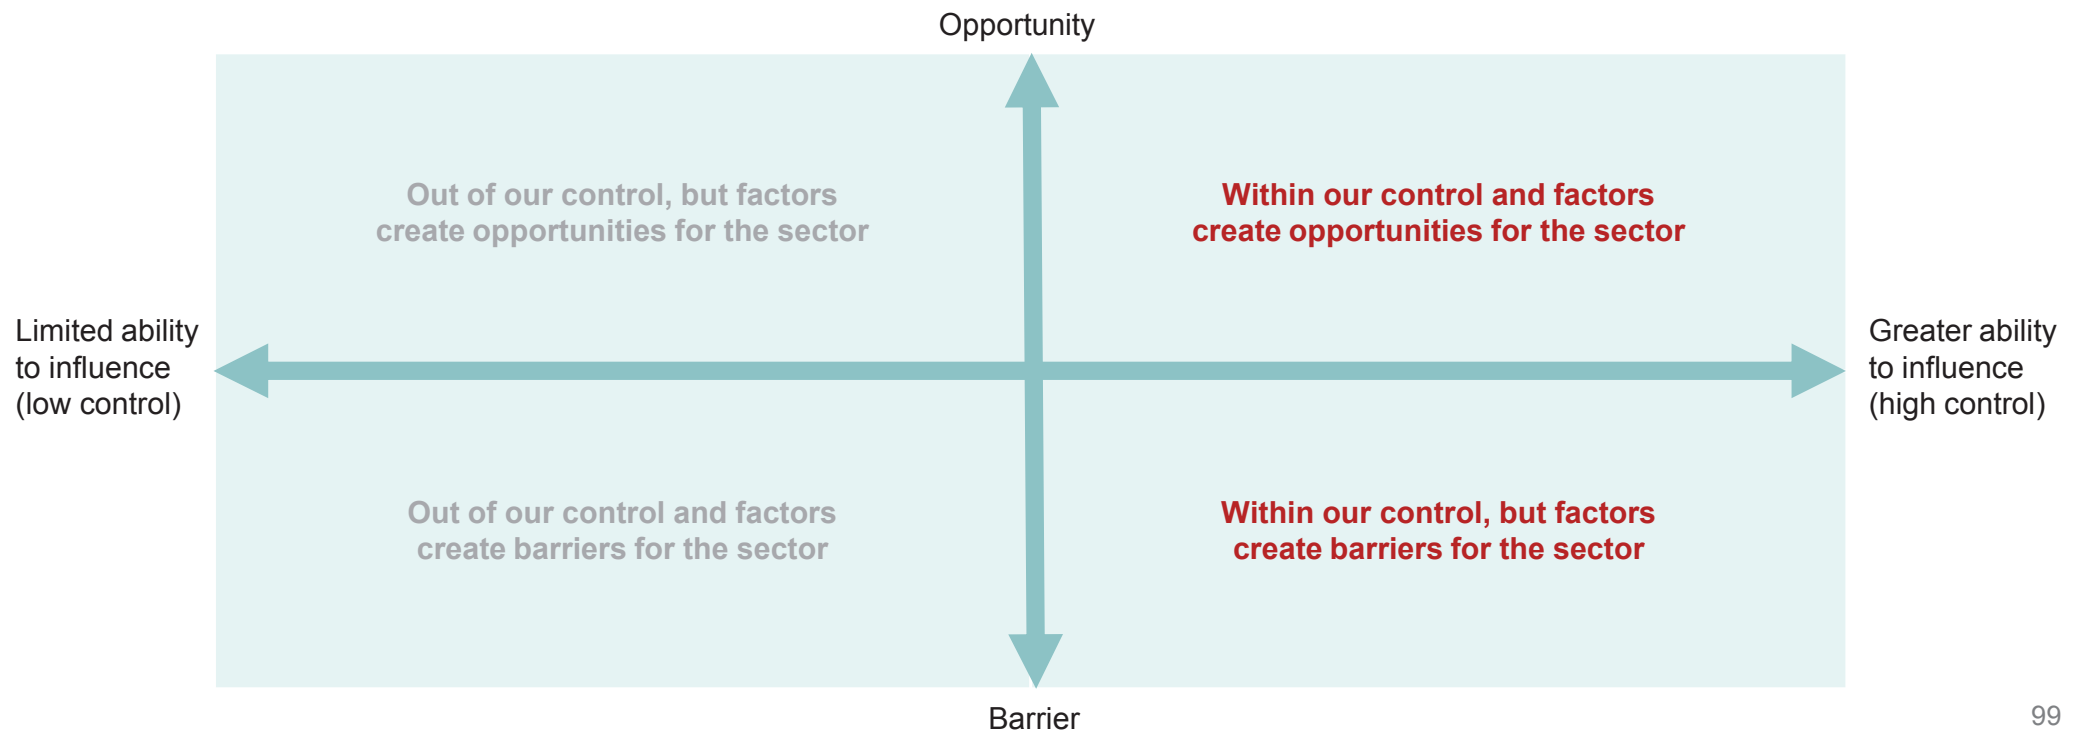 Opportunity
Out of our control, but factors
create opportunities for the sector
Within our control and factors
create opportunities for the sector
Limited ability
to influence
(low control)
Greater ability
to influence
(high control)
Out of our control and factors
create barriers for the sector
Within our control, but factors
create barriers for the sector
Barrier
99